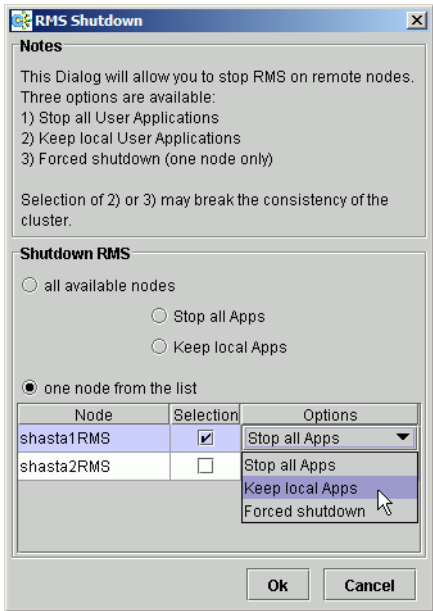 RMS Shutdown
Notes
This Dialog will allow you to stop RMS on remote nodes.
Three options are available:
1) Stop all User Applications
2) Keep local User Applications
3) Forced shutdown (one node only)
Selection of 2) or 3) may break the consistency of the
cluster.
Shutdown RMS
all available nodes
Stop all Apps
Keep local Apps
one node from the list
Node Selection Options
shasta1RMS Stop all Apps
shasta2RMS Stop all Apps
Keep local Apps
Forced shutdown
Ok Cancel